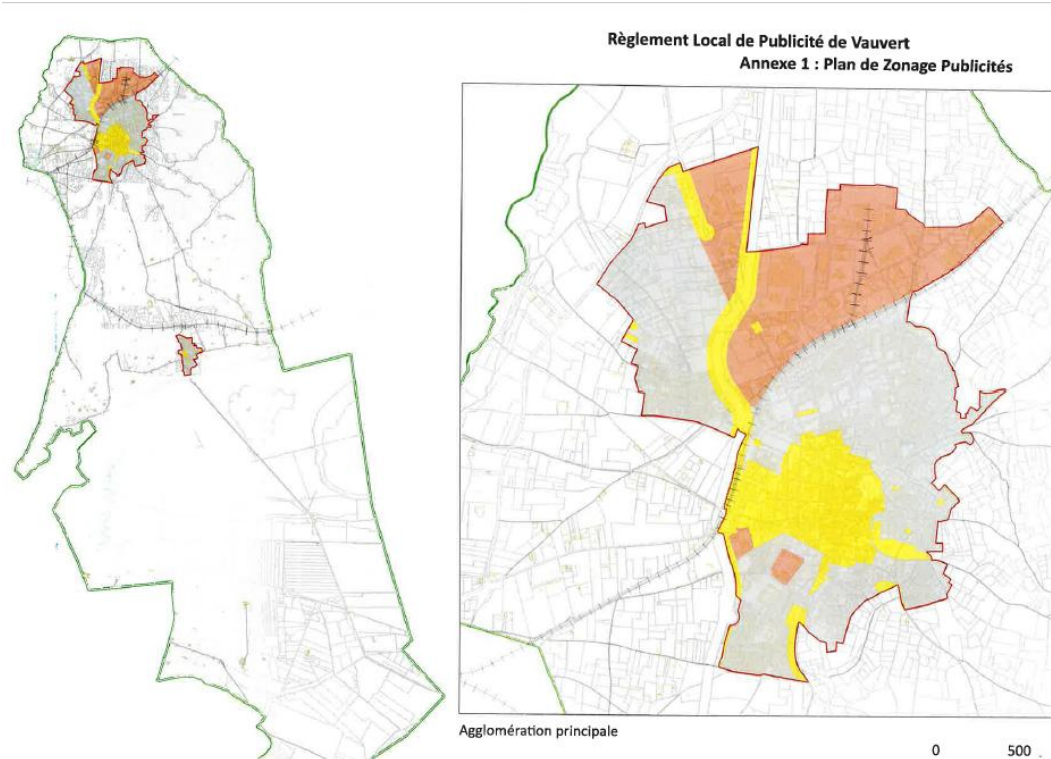 Règlement Local de Publicité de Vauvert
Annexe 1 : Plan de Zonage Publicités
Agglomération principale
0 500